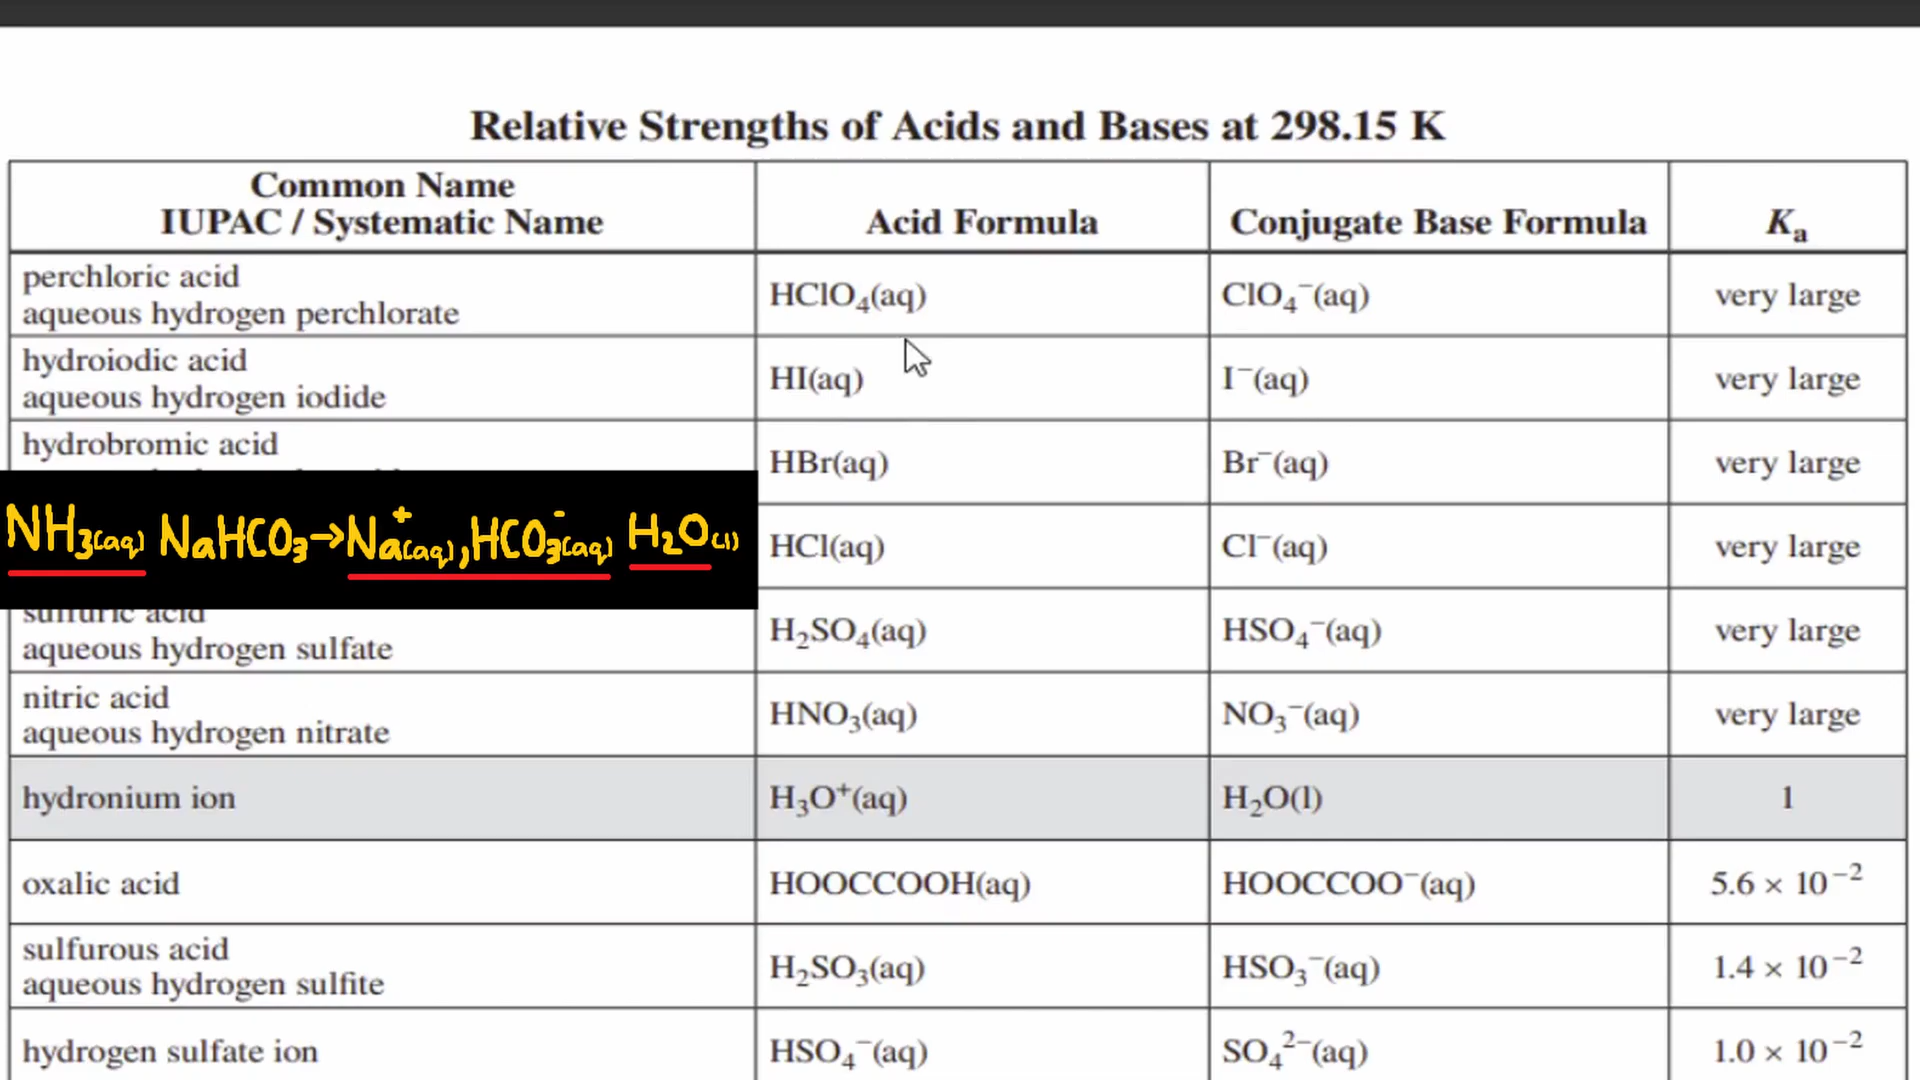 Relative Strengths of Acids and Bases at 298.15 K
Common Name
IUPAC / Systematic Name
Acid Formula
Conjugate Base Formula
Kₐ
perchloric acid
aqueous hydrogen perchlorate
HClO₄(aq)
ClO₄⁻(aq)
very large
hydroiodic acid
aqueous hydrogen iodide
HI(aq)
I⁻(aq)
very large
hydrobromic acid
HBr(aq)
Br⁻(aq)
very large
NH₃(aq) NaHCO₃→Na⁺(aq),HCO₃⁻(aq) H₂O(l)
HCl(aq)
Cl⁻(aq)
very large
sulfuric acid
aqueous hydrogen sulfate
H₂SO₄(aq)
HSO₄⁻(aq)
very large
nitric acid
aqueous hydrogen nitrate
HNO₃(aq)
NO₃⁻(aq)
very large
hydronium ion
H₃O⁺(aq)
H₂O(l)
1
oxalic acid
HOOCCOOH(aq)
HOOCCOO⁻(aq)
5.6 × 10⁻²
sulfurous acid
aqueous hydrogen sulfite
H₂SO₃(aq)
HSO₃⁻(aq)
1.4 × 10⁻²
hydrogen sulfate ion
HSO₄⁻(aq)
SO₄²⁻(aq)
1.0 × 10⁻²